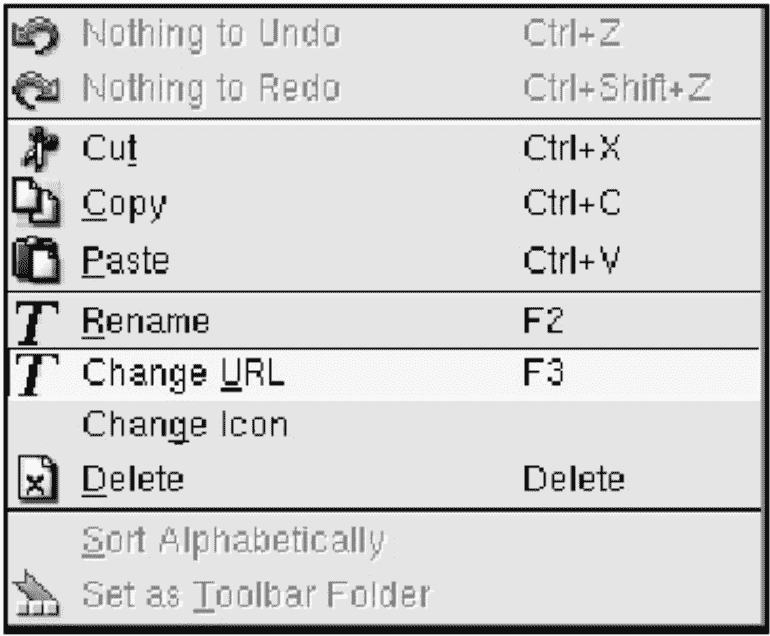 Nothing to Undo Ctrl+Z
Nothing to Redo Ctrl+Shift+Z
Cut Ctrl+X
Copy Ctrl+C
Paste Ctrl+V
Rename F2
Change URL F3
Change Icon
Delete Delete
Sort Alphabetically
Set as Toolbar Folder